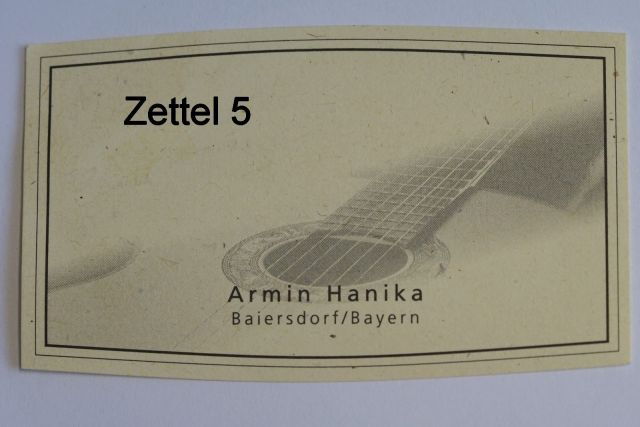 Zettel 5
Armin Hanika
Baiersdorf/Bayern